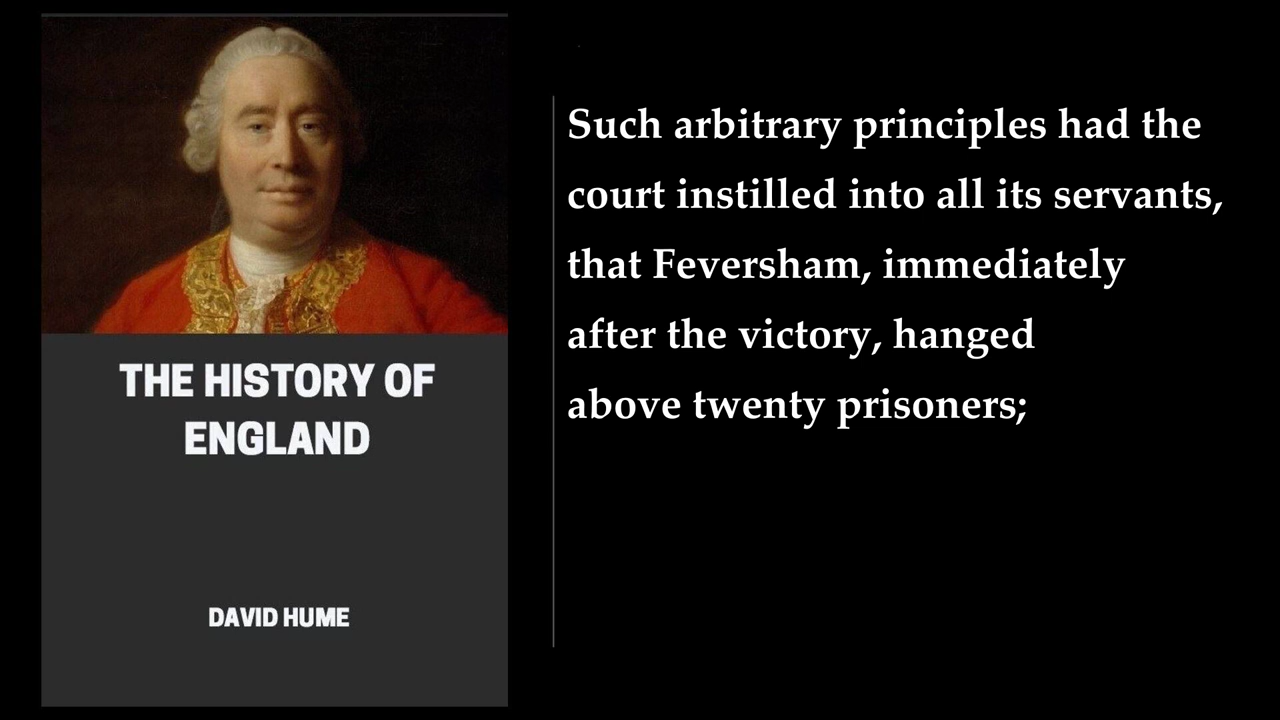 THE HISTORY OF
ENGLAND
DAVID HUME
Such arbitrary principles had the
court instilled into all its servants,
that Feversham, immediately
after the victory, hanged
above twenty prisoners;